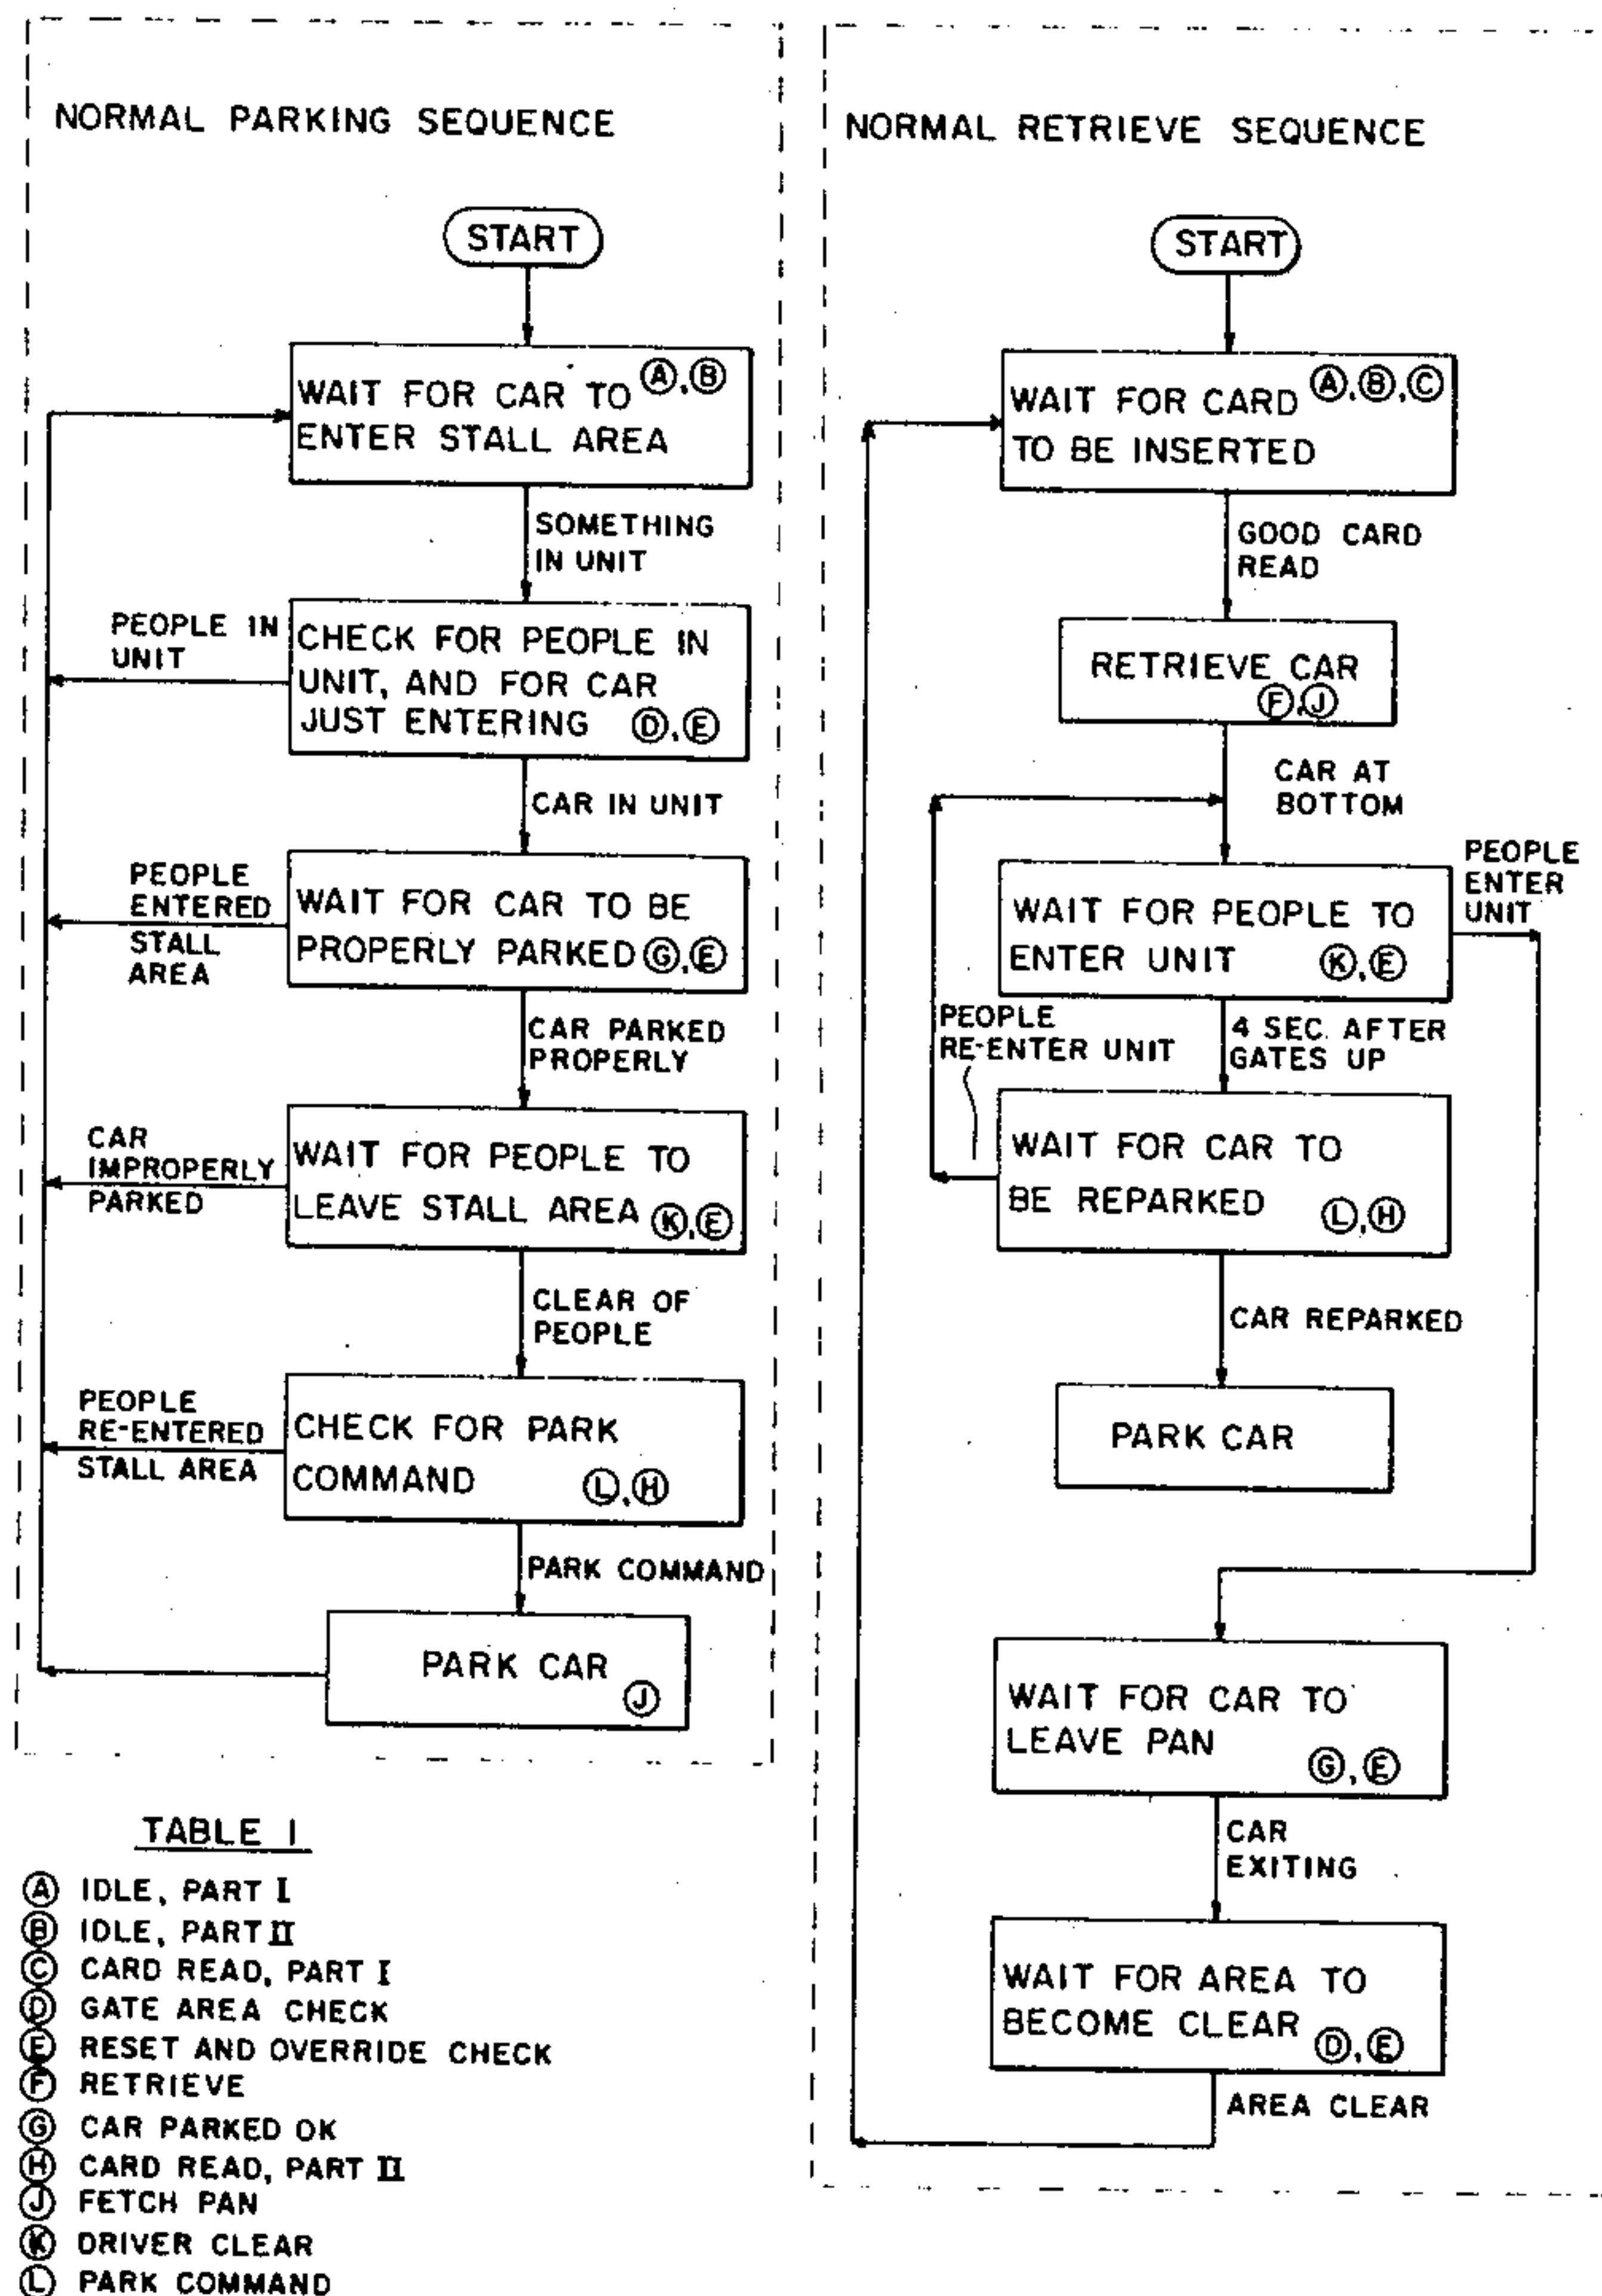 NORMAL PARKING SEQUENCE
START
WAIT FOR CAR TO Ⓐ,Ⓑ
ENTER STALL AREA
SOMETHING
IN UNIT
PEOPLE IN
UNIT
CHECK FOR PEOPLE IN
UNIT, AND FOR CAR
JUST ENTERING Ⓓ,Ⓔ
CAR IN UNIT
PEOPLE
ENTERED
STALL
AREA
WAIT FOR CAR TO BE
PROPERLY PARKED Ⓖ,Ⓔ
CAR PARKED
PROPERLY
CAR
IMPROPERLY
PARKED
WAIT FOR PEOPLE TO
LEAVE STALL AREA Ⓚ,Ⓔ
CLEAR OF
PEOPLE
PEOPLE
RE-ENTERED
STALL AREA
CHECK FOR PARK
COMMAND Ⓛ,Ⓗ
PARK COMMAND
PARK CAR
Ⓙ
NORMAL RETRIEVE SEQUENCE
START
WAIT FOR CARD Ⓐ,Ⓑ,Ⓒ
TO BE INSERTED
GOOD CARD
READ
RETRIEVE CAR
Ⓕ,Ⓙ
CAR AT
BOTTOM
WAIT FOR PEOPLE TO
ENTER UNIT Ⓚ,Ⓔ
PEOPLE
ENTER
UNIT
PEOPLE
RE-ENTER UNIT
4 SEC. AFTER
GATES UP
WAIT FOR CAR TO
BE REPARKED Ⓛ,Ⓗ
CAR REPARKED
PARK CAR
WAIT FOR CAR TO
LEAVE PAN
Ⓖ,Ⓔ
CAR
EXITING
WAIT FOR AREA TO
BECOME CLEAR Ⓓ,Ⓔ
AREA CLEAR
TABLE I
Ⓐ IDLE, PART I
Ⓑ IDLE, PART II
Ⓒ CARD READ, PART I
Ⓓ GATE AREA CHECK
Ⓔ RESET AND OVERRIDE CHECK
Ⓕ RETRIEVE
Ⓖ CAR PARKED OK
Ⓗ CARD READ, PART II
Ⓙ FETCH PAN
Ⓚ DRIVER CLEAR
Ⓛ PARK COMMAND